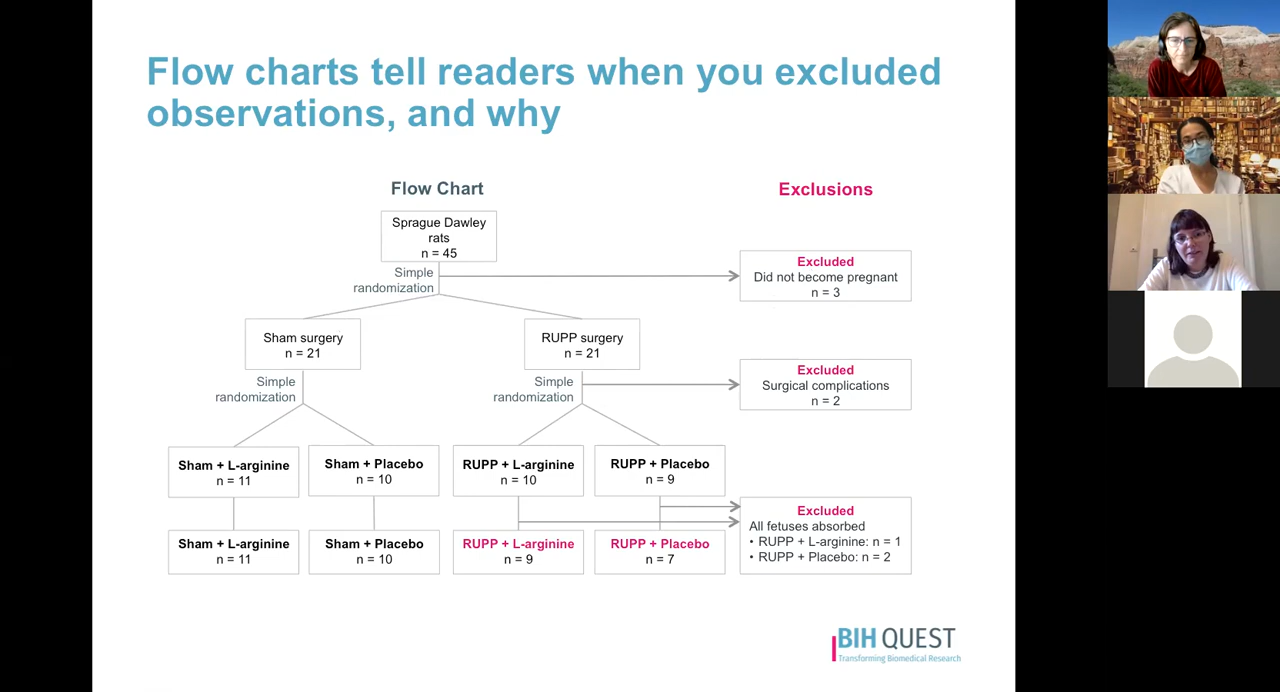 Flow charts tell readers when you excluded
observations, and why
Flow Chart
Exclusions
Sprague Dawley
rats
n = 45
Simple
randomization
Excluded
Did not become pregnant
n = 3
Sham surgery
n = 21
RUPP surgery
n = 21
Simple
randomization
Simple
randomization
Excluded
Surgical complications
n = 2
Sham + L-arginine
n = 11
Sham + Placebo
n = 10
RUPP + L-arginine
n = 10
RUPP + Placebo
n = 9
Excluded
All fetuses absorbed
• RUPP + L-arginine: n = 1
• RUPP + Placebo: n = 2
Sham + L-arginine
n = 11
Sham + Placebo
n = 10
RUPP + L-arginine
n = 9
RUPP + Placebo
n = 7
BIH QUEST
Transforming Biomedical Research